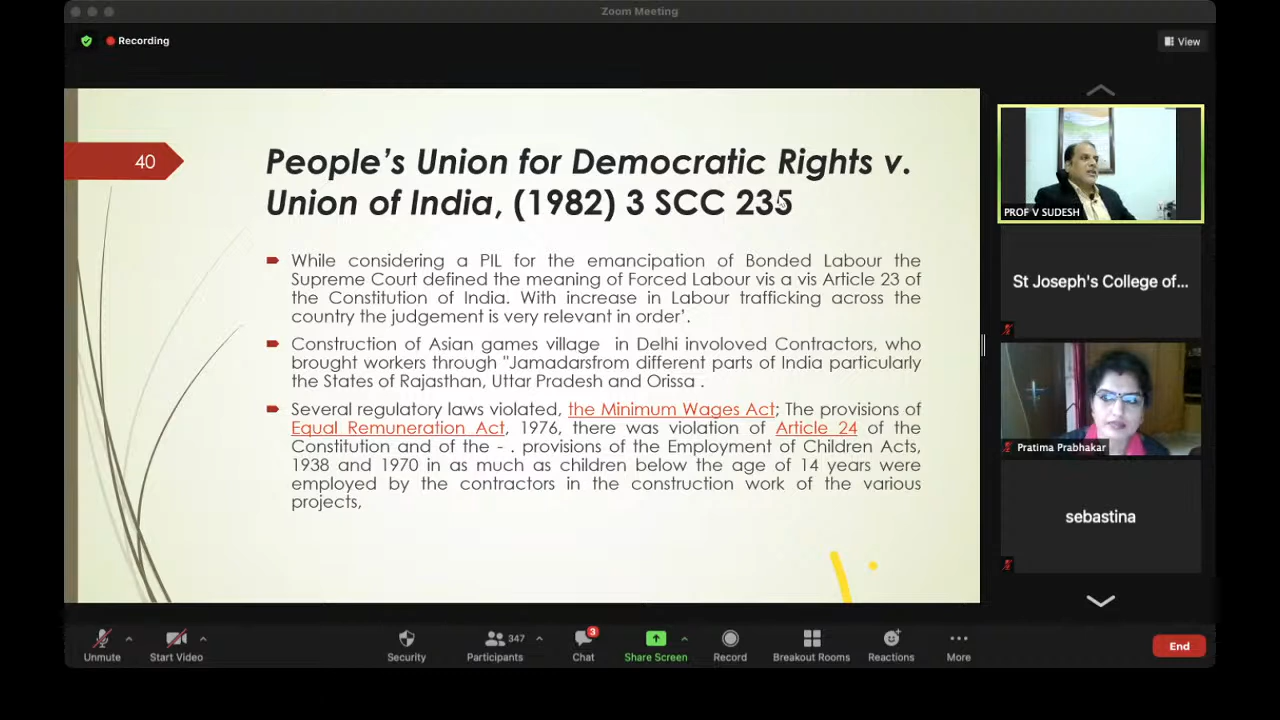 Zoom Meeting
Recording
View
40
People's Union for Democratic Rights v.
Union of India, (1982) 3 SCC 235
While considering a PIL for the emancipation of Bonded Labour the
Supreme Court defined the meaning of Forced Labour vis a vis Article 23 of
the Constitution of India. With increase in Labour trafficking across the
country the judgement is very relevant in order'.
Construction of Asian games village in Delhi involoved Contractors, who
brought workers through "Jamadarsfrom different parts of India particularly
the States of Rajasthan, Uttar Pradesh and Orissa .
Several regulatory laws violated, the Minimum Wages Act; The provisions of
Equal Remuneration Act, 1976, there was violation of Article 24 of the
Constitution and of the - . provisions of the Employment of Children Acts,
1938 and 1970 in as much as children below the age of 14 years were
employed by the contractors in the construction work of the various
projects,
PROF V SUDESH
St Joseph's College of...
Pratima Prabhakar
sebastina
Unmute
Start Video
Security
347
Participants
3
Chat
Share Screen
Record
Breakout Rooms
Reactions
More
End